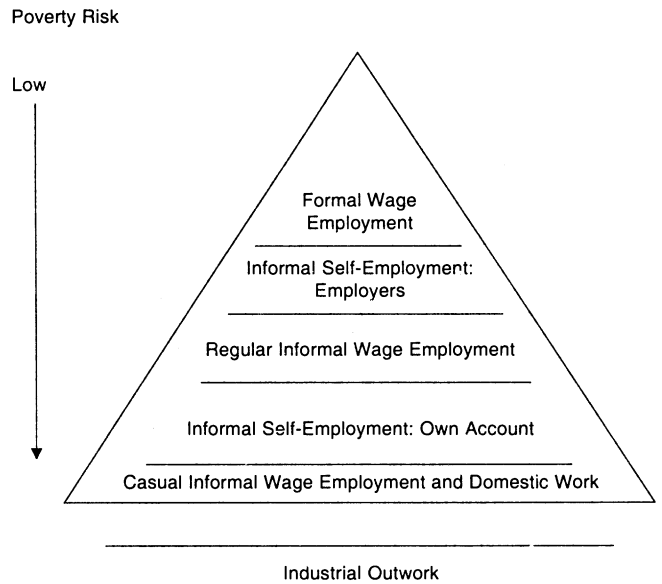 Poverty Risk
Low
Formal Wage
Employment
Informal Self-Employment:
Employers
Regular Informal Wage Employment
Informal Self-Employment: Own Account
Casual Informal Wage Employment and Domestic Work
Industrial Outwork